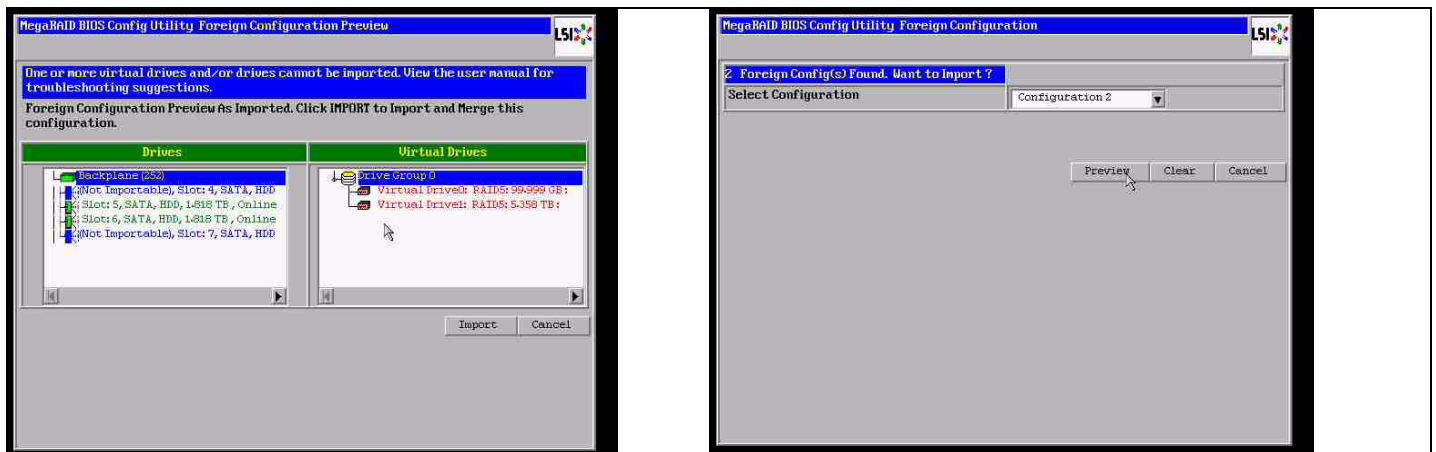 MegaRAID BIOS Config Utility Foreign Configuration Preview
LSI
One or more virtual drives and/or drives cannot be imported. View the user manual for
troubleshooting suggestions.
Foreign Configuration Preview As Imported. Click IMPORT to Import and Merge this
configuration.
Drives
Virtual Drives
Backplane (252)
(Not Importable), Slot: 4, SATA, HDD
Slot: 5, SATA, HDD, 1.818 TB, Online
Slot: 6, SATA, HDD, 1.818 TB, Online
(Not Importable), Slot: 7, SATA, HDD
Drive Group 0
Virtual Drive0: RAID5: 99.999 GB:
Virtual Drive1: RAID5: 5.358 TB:
Import
Cancel
MegaRAID BIOS Config Utility Foreign Configuration
LSI
2 Foreign Config(s) Found. Want to Import ?
Select Configuration
Configuration 2
Preview
Clear
Cancel